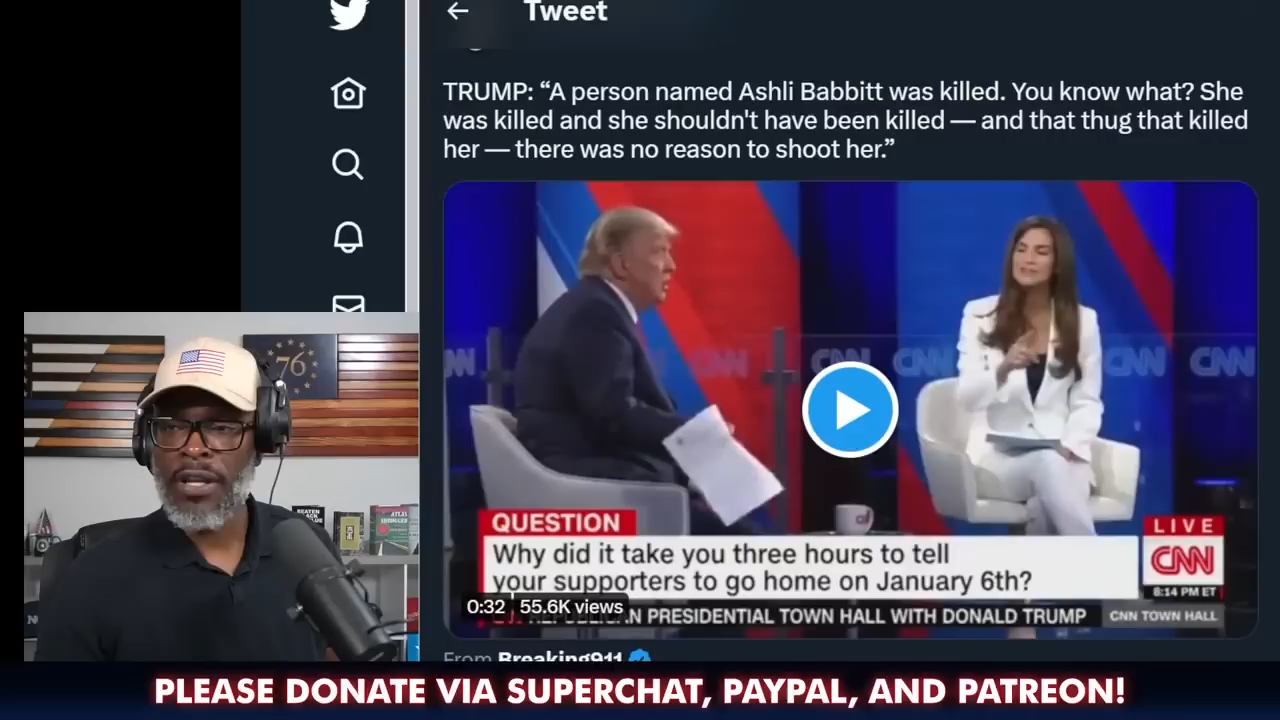 Tweet
TRUMP: “A person named Ashli Babbitt was killed. You know what? She
was killed and she shouldn't have been killed — and that thug that killed
her — there was no reason to shoot her.”
CNN CNN CNN CNN CNN
QUESTION
Why did it take you three hours to tell
your supporters to go home on January 6th?
LIVE
CNN
8:14 PM ET
0:32 55.6K views
REPUBLICAN PRESIDENTIAL TOWN HALL WITH DONALD TRUMP
CNN TOWN HALL
From Breaking911
76
PLEASE DONATE VIA SUPERCHAT, PAYPAL, AND PATREON!